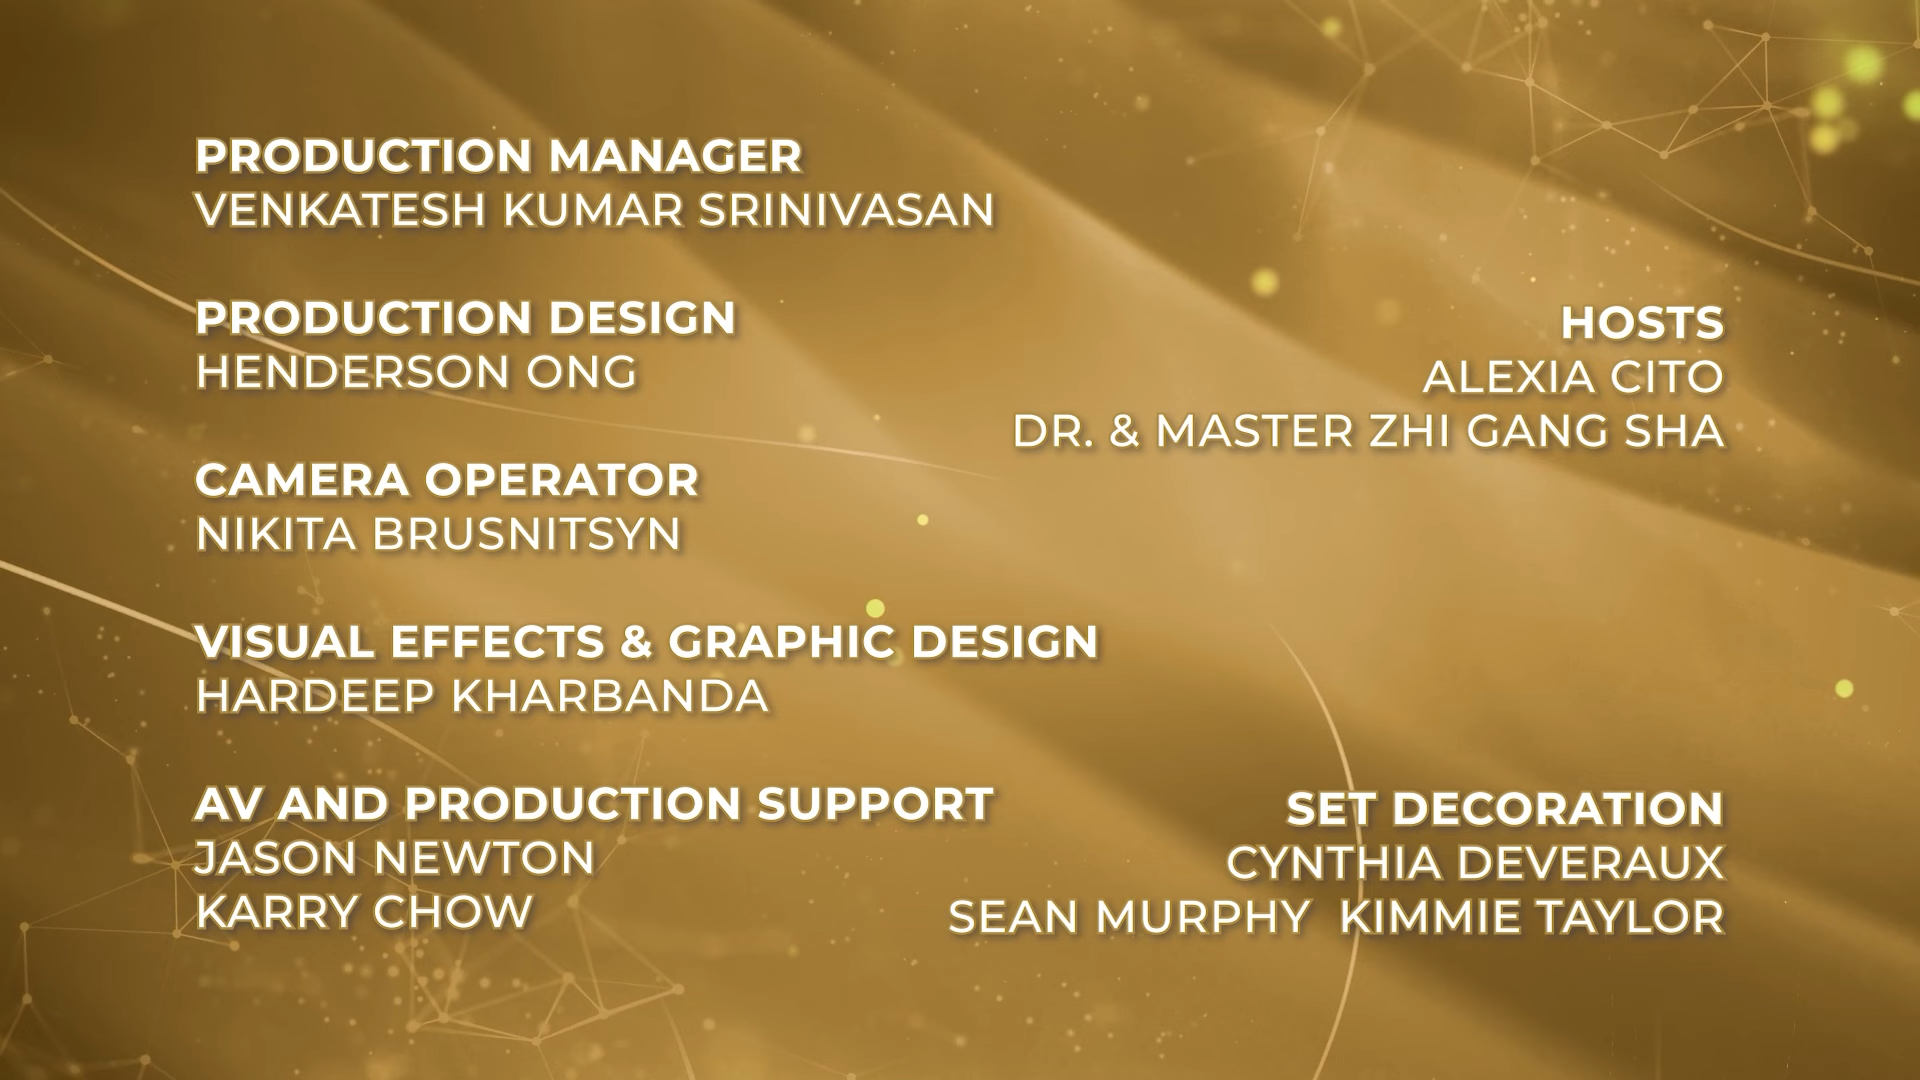 PRODUCTION MANAGER
VENKATESH KUMAR SRINIVASAN
PRODUCTION DESIGN
HENDERSON ONG
CAMERA OPERATOR
NIKITA BRUSNITSYN
VISUAL EFFECTS & GRAPHIC DESIGN
HARDEEP KHARBANDA
AV AND PRODUCTION SUPPORT
JASON NEWTON
KARRY CHOW
HOSTS
ALEXIA CITO
DR. & MASTER ZHI GANG SHA
SET DECORATION
CYNTHIA DEVERAUX
SEAN MURPHY  KIMMIE TAYLOR